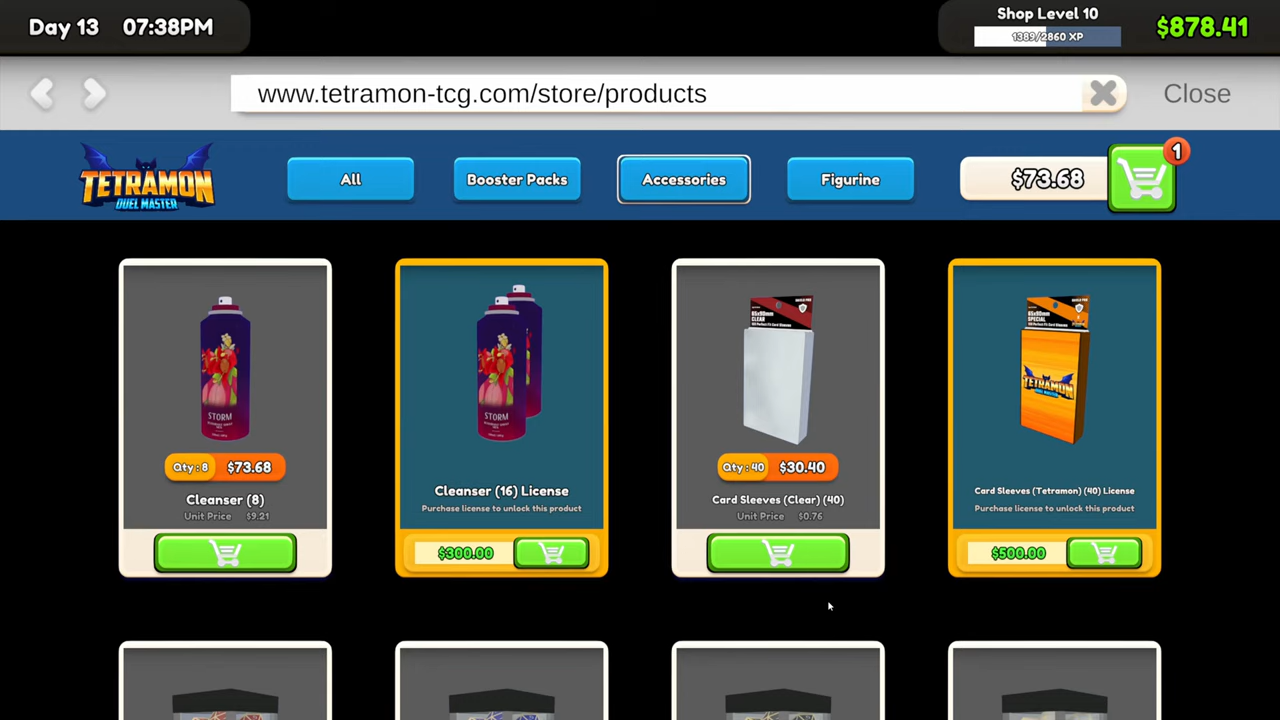 Day 13 07:38PM
Shop Level 10
1389/2860 XP
$878.41
www.tetramon-tcg.com/store/products
Close
TETRAMON
DUEL MASTER
All
Booster Packs
Accessories
Figurine
$73.68
1
STORM
Qty: 8 $73.68
Cleanser (8)
Unit Price $9.21
STORM
Cleanser (16) License
Purchase license to unlock this product
$300.00
CLEAR
Qty: 40 $30.40
Card Sleeves (Clear) (40)
Unit Price $0.76
SPECIAL
TETRAMON
Card Sleeves (Tetramon) (40) License
Purchase license to unlock this product
$500.00